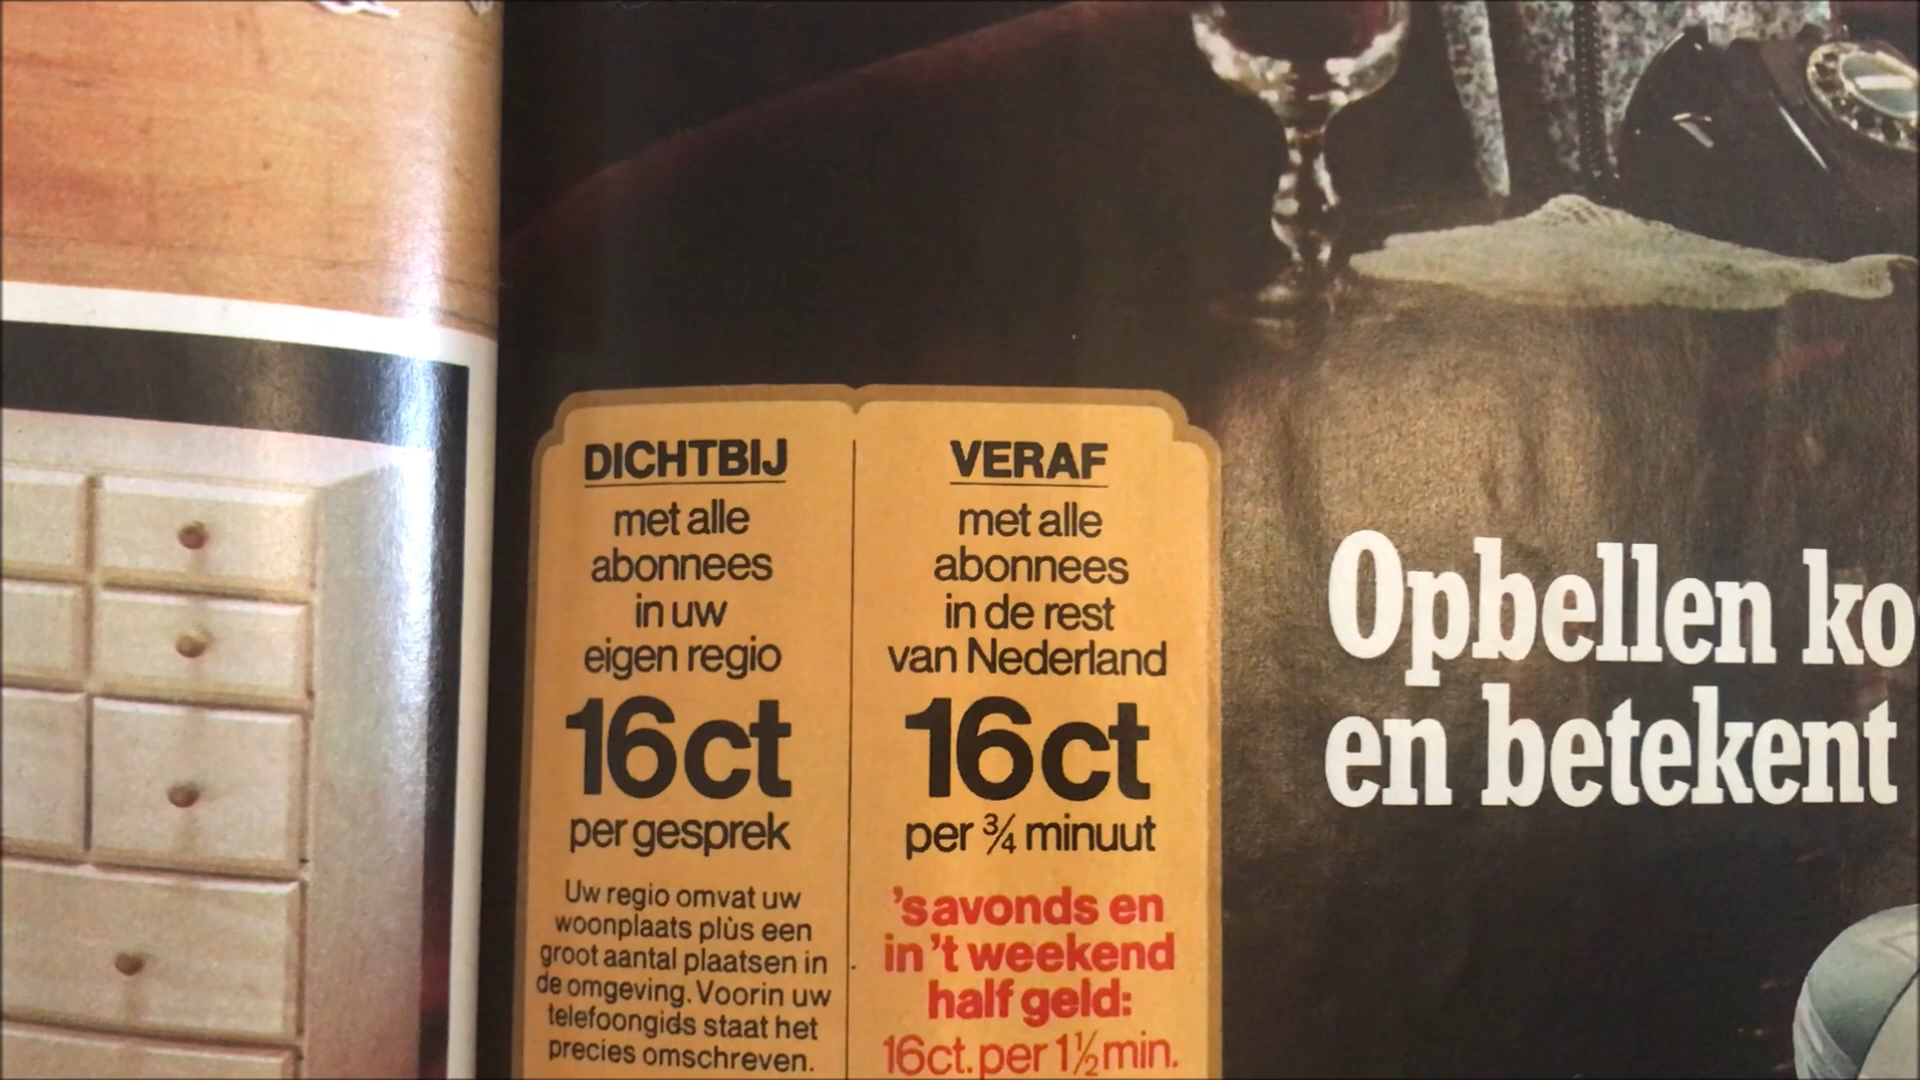 DICHTBIJ
met alle
abonnees
in uw
eigen regio
16ct
per gesprek
Uw regio omvat uw
woonplaats plùs een
groot aantal plaatsen in
de omgeving. Voorin uw
telefoongids staat het
precies omschreven.
VERAF
met alle
abonnees
in de rest
van Nederland
16ct
per ¾ minuut
's avonds en
in 't weekend
half geld:
16ct. per 1½ min.
Opbellen ko
en betekent